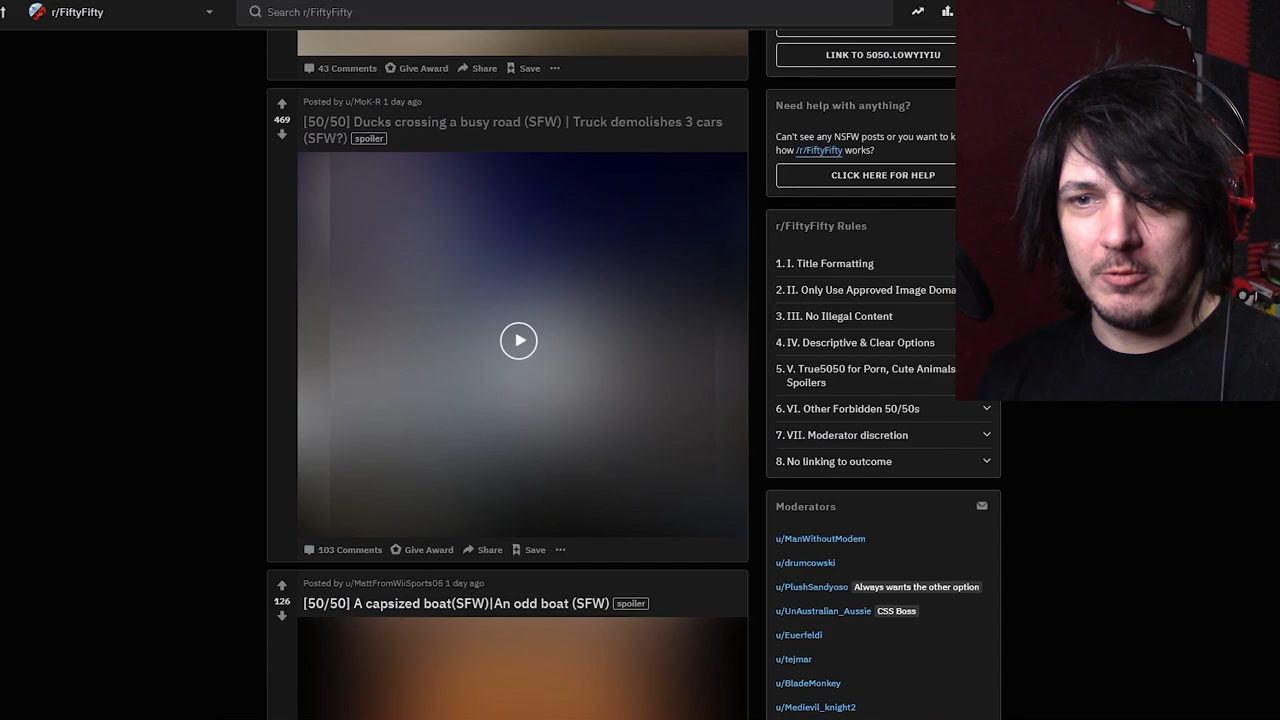 r/FiftyFifty
Search r/FiftyFifty
43 Comments Give Award Share Save
Posted by u/MoK-R 1 day ago
469
[50/50] Ducks crossing a busy road (SFW) | Truck demolishes 3 cars
(SFW?) spoiler
103 Comments Give Award Share Save
Posted by u/MattFromWiiSports06 1 day ago
126
[50/50] A capsized boat(SFW)|An odd boat (SFW) spoiler
LINK TO 5050.LOWYIYIU
Need help with anything?
Can't see any NSFW posts or you want to k
how /r/FiftyFifty works?
CLICK HERE FOR HELP
r/FiftyFifty Rules
1. I. Title Formatting
2. II. Only Use Approved Image Doma
3. III. No Illegal Content
4. IV. Descriptive & Clear Options
5. V. True5050 for Porn, Cute Animals
Spoilers
6. VI. Other Forbidden 50/50s
7. VII. Moderator discretion
8. No linking to outcome
Moderators
u/ManWithoutModem
u/drumcowski
u/PlushSandyoso Always wants the other option
u/UnAustralian_Aussie CSS Boss
u/Euerfeldi
u/tejmar
u/BladeMonkey
u/Medievil_knight2